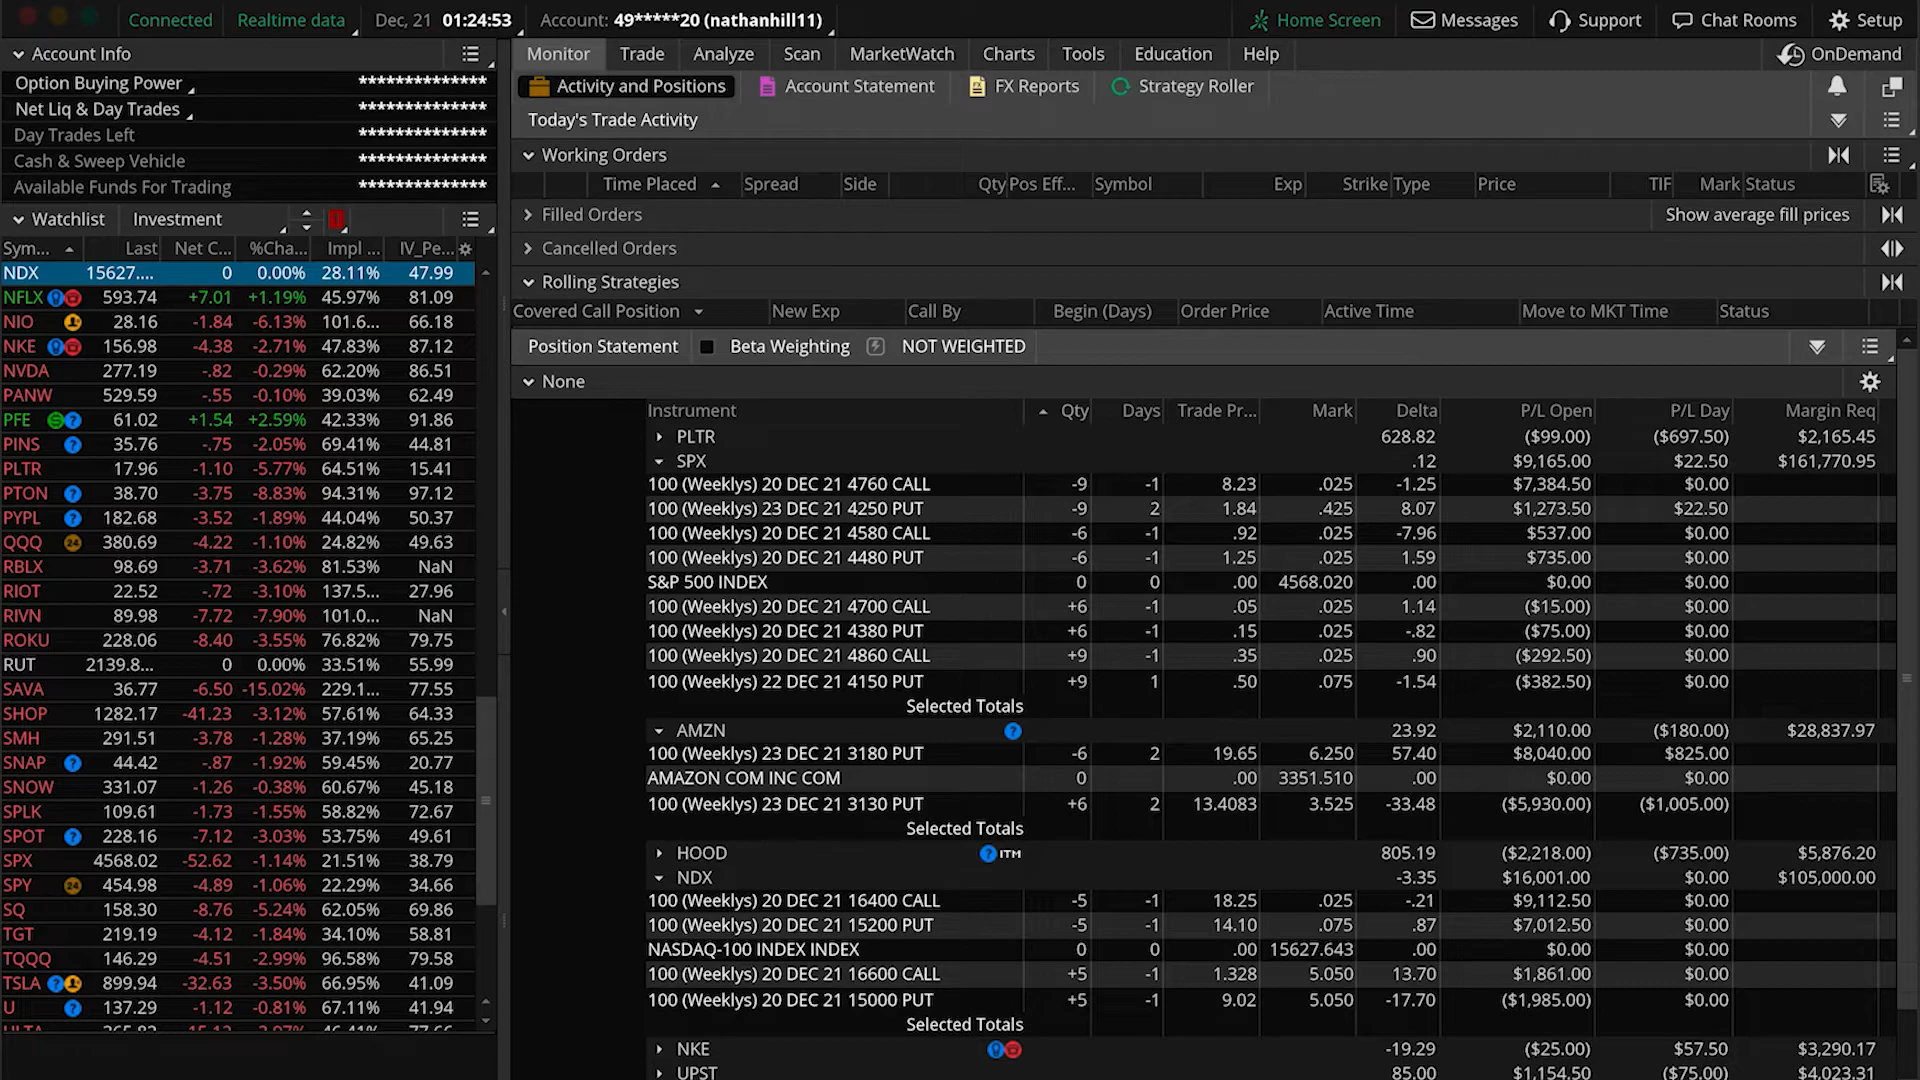 Connected Realtime data Dec, 21 01:24:53 Account: 49*****20 (nathanhill11) Home Screen Messages Support Chat Rooms Setup
Account Info
Option Buying Power **************
Net Liq & Day Trades **************
Day Trades Left **************
Cash & Sweep Vehicle **************
Available Funds For Trading **************
Watchlist Investment
Sym... Last Net C... %Cha... Impl ... IV_Pe...
NDX 15627.... 0 0.00% 28.11% 47.99
NFLX 593.74 +7.01 +1.19% 45.97% 81.09
NIO 28.16 -1.84 -6.13% 101.6... 66.18
NKE 156.98 -4.38 -2.71% 47.83% 87.12
NVDA 277.19 -.82 -0.29% 62.20% 86.51
PANW 529.59 -.55 -0.10% 39.03% 62.49
PFE 61.02 +1.54 +2.59% 42.33% 91.86
PINS 35.76 -.75 -2.05% 69.41% 44.81
PLTR 17.96 -1.10 -5.77% 64.51% 15.41
PTON 38.70 -3.75 -8.83% 94.31% 97.12
PYPL 182.68 -3.52 -1.89% 44.04% 50.37
QQQ 24 380.69 -4.22 -1.10% 24.82% 49.63
RBLX 98.69 -3.71 -3.62% 81.53% NaN
RIOT 22.52 -.72 -3.10% 137.5... 27.96
RIVN 89.98 -7.72 -7.90% 101.0... NaN
ROKU 228.06 -8.40 -3.55% 76.82% 79.75
RUT 2139.8... 0 0.00% 33.51% 55.99
SAVA 36.77 -6.50 -15.02% 229.1... 77.55
SHOP 1282.17 -41.23 -3.12% 57.61% 64.33
SMH 291.51 -3.78 -1.28% 37.19% 65.25
SNAP 44.42 -.87 -1.92% 59.45% 20.77
SNOW 331.07 -1.26 -0.38% 60.67% 45.18
SPLK 109.61 -1.73 -1.55% 58.82% 72.67
SPOT 228.16 -7.12 -3.03% 53.75% 49.61
SPX 4568.02 -52.62 -1.14% 21.51% 38.79
SPY 24 454.98 -4.89 -1.06% 22.29% 34.66
SQ 158.30 -8.76 -5.24% 62.05% 69.86
TGT 219.19 -4.12 -1.84% 34.10% 58.81
TQQQ 146.29 -4.51 -2.99% 96.58% 79.58
TSLA 899.94 -32.63 -3.50% 66.95% 41.09
U 137.29 -1.12 -0.81% 67.11% 41.94
Monitor Trade Analyze Scan MarketWatch Charts Tools Education Help OnDemand
Activity and Positions Account Statement FX Reports Strategy Roller
Today's Trade Activity
Working Orders
Time Placed Spread Side Qty Pos Eff... Symbol Exp Strike Type Price TIF Mark Status
Filled Orders Show average fill prices
Cancelled Orders
Rolling Strategies
Covered Call Position New Exp Call By Begin (Days) Order Price Active Time Move to MKT Time Status
Position Statement Beta Weighting NOT WEIGHTED
None
Instrument Qty Days Trade Pr... Mark Delta P/L Open P/L Day Margin Req
PLTR 628.82 ($99.00) ($697.50) $2,165.45
SPX .12 $9,165.00 $22.50 $161,770.95
100 (Weeklys) 20 DEC 21 4760 CALL -9 -1 8.23 .025 -1.25 $7,384.50 $0.00
100 (Weeklys) 23 DEC 21 4250 PUT -9 2 1.84 .425 8.07 $1,273.50 $22.50
100 (Weeklys) 20 DEC 21 4580 CALL -6 -1 .92 .025 -7.96 $537.00 $0.00
100 (Weeklys) 20 DEC 21 4480 PUT -6 -1 1.25 .025 1.59 $735.00 $0.00
S&P 500 INDEX 0 0 .00 4568.020 .00 $0.00 $0.00
100 (Weeklys) 20 DEC 21 4700 CALL +6 -1 .05 .025 1.14 ($15.00) $0.00
100 (Weeklys) 20 DEC 21 4380 PUT +6 -1 .15 .025 -.82 ($75.00) $0.00
100 (Weeklys) 20 DEC 21 4860 CALL +9 -1 .35 .025 .90 ($292.50) $0.00
100 (Weeklys) 22 DEC 21 4150 PUT +9 1 .50 .075 -1.54 ($382.50) $0.00
Selected Totals
AMZN 23.92 $2,110.00 ($180.00) $28,837.97
100 (Weeklys) 23 DEC 21 3180 PUT -6 2 19.65 6.250 57.40 $8,040.00 $825.00
AMAZON COM INC COM 0 .00 3351.510 .00 $0.00 $0.00
100 (Weeklys) 23 DEC 21 3130 PUT +6 2 13.4083 3.525 -33.48 ($5,930.00) ($1,005.00)
Selected Totals
HOOD ITM 805.19 ($2,218.00) ($735.00) $5,876.20
NDX -3.35 $16,001.00 $0.00 $105,000.00
100 (Weeklys) 20 DEC 21 16400 CALL -5 -1 18.25 .025 -.21 $9,112.50 $0.00
100 (Weeklys) 20 DEC 21 15200 PUT -5 -1 14.10 .075 .87 $7,012.50 $0.00
NASDAQ-100 INDEX INDEX 0 0 .00 15627.643 .00 $0.00 $0.00
100 (Weeklys) 20 DEC 21 16600 CALL +5 -1 1.328 5.050 13.70 $1,861.00 $0.00
100 (Weeklys) 20 DEC 21 15000 PUT +5 -1 9.02 5.050 -17.70 ($1,985.00) $0.00
Selected Totals
NKE -19.29 ($25.00) $57.50 $3,290.17
UPST 85.00 $1,154.50 ($75.00) $4,023.31